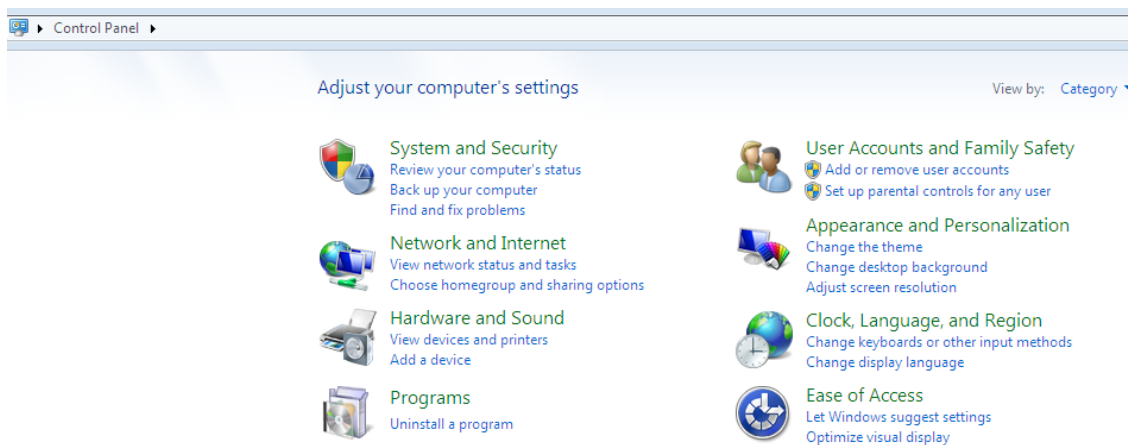 Control Panel
Adjust your computer's settings
View by: Category
System and Security
Review your computer's status
Back up your computer
Find and fix problems
Network and Internet
View network status and tasks
Choose homegroup and sharing options
Hardware and Sound
View devices and printers
Add a device
Programs
Uninstall a program
User Accounts and Family Safety
Add or remove user accounts
Set up parental controls for any user
Appearance and Personalization
Change the theme
Change desktop background
Adjust screen resolution
Clock, Language, and Region
Change keyboards or other input methods
Change display language
Ease of Access
Let Windows suggest settings
Optimize visual display